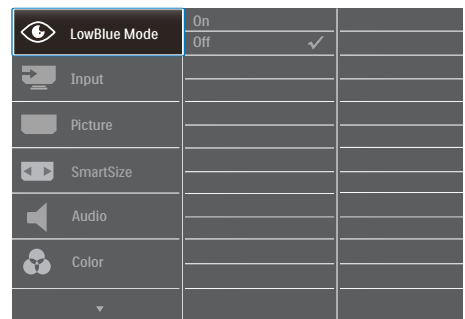 LowBlue Mode
On
Off
Input
Picture
SmartSize
Audio
Color